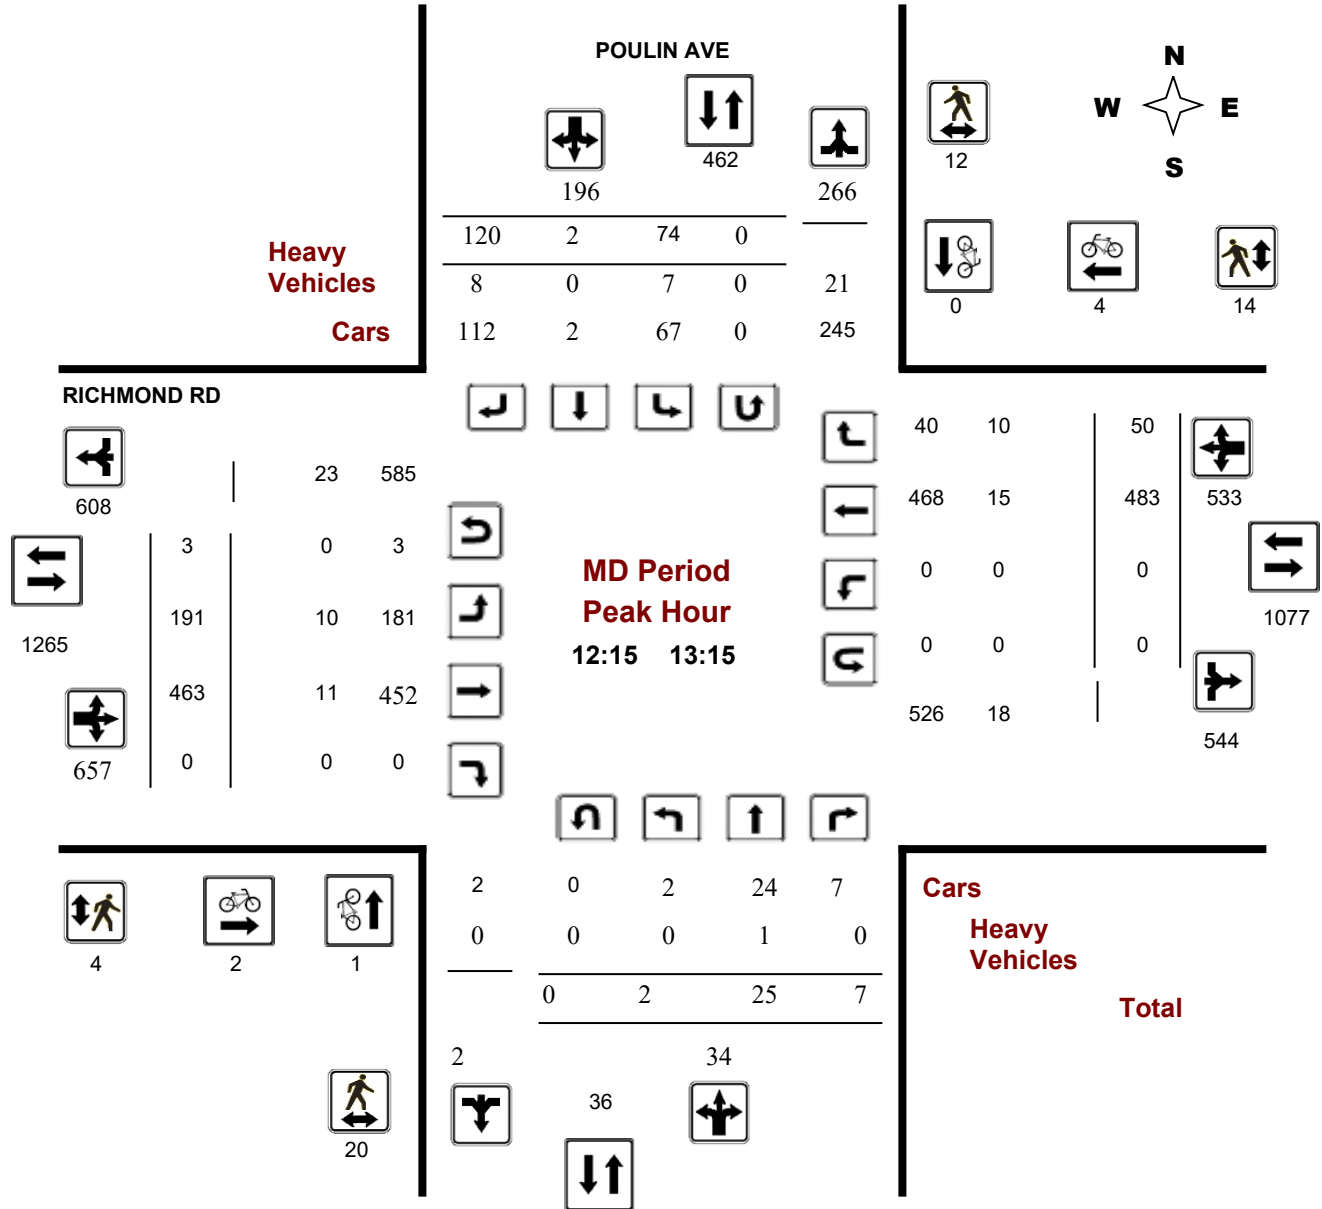 POULIN AVE
N
W E
S
462
12
196
266
120 2 74 0
Heavy
Vehicles
8 0 7 0 21
0 4 14
Cars
112 2 67 0 245
RICHMOND RD
40 10 50
23 585
608
468 15 483 533
3 0 3
MD Period
0 0 0
Peak Hour
191 10 181
1077
1265
12:15 13:15
0 0 0
463 11 452
526 18
544
657 0 0 0
2 0 2 24 7
Cars
0 0 0 1 0
Heavy
Vehicles
4 2 1
0 2 25 7
Total
2 34
36
20